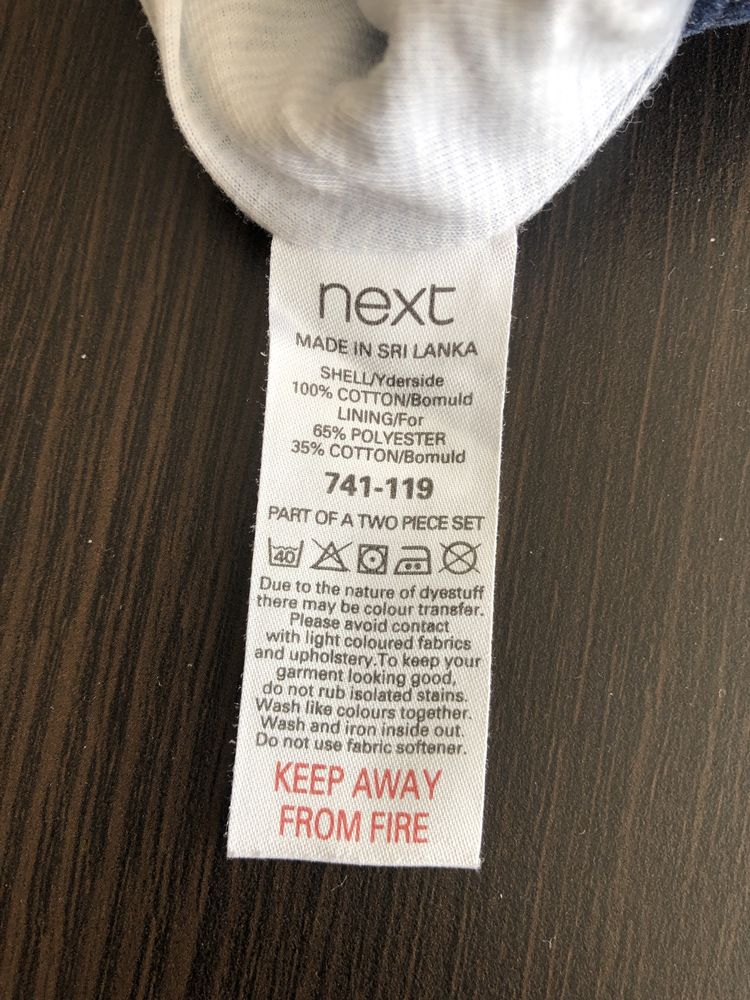 next
MADE IN SRI LANKA
SHELL/Yderside
100% COTTON/Bomuld
LINING/For
65% POLYESTER
35% COTTON/Bomuld
741-119
PART OF A TWO PIECE SET
40
Due to the nature of dyestuff
there may be colour transfer.
Please avoid contact
with light coloured fabrics
and upholstery.To keep your
garment looking good,
do not rub isolated stains.
Wash like colours together.
Wash and iron inside out.
Do not use fabric softener.
KEEP AWAY
FROM FIRE